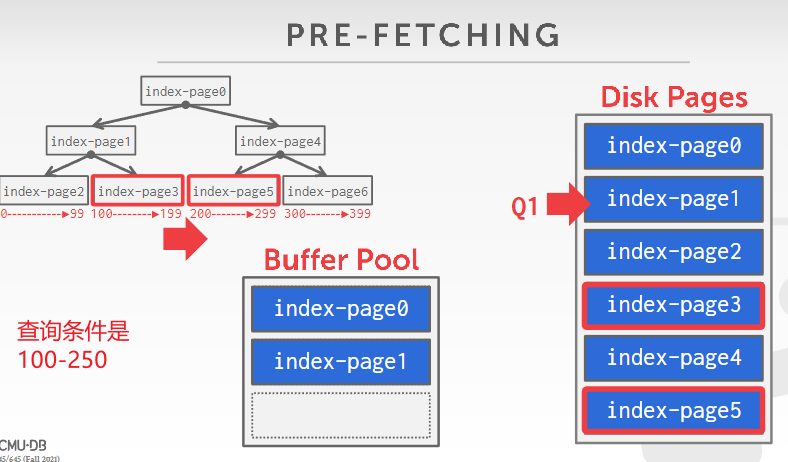 PRE-FETCHING
index-page0
index-page1
index-page4
index-page2
index-page3
index-page5
index-page6
0 99 100 199 200 299 300 399
Buffer Pool
index-page0
index-page1
查询条件是
100-250
Disk Pages
Q1
index-page0
index-page1
index-page2
index-page3
index-page4
index-page5
CMU·DB
45/645 (Fall 2021)